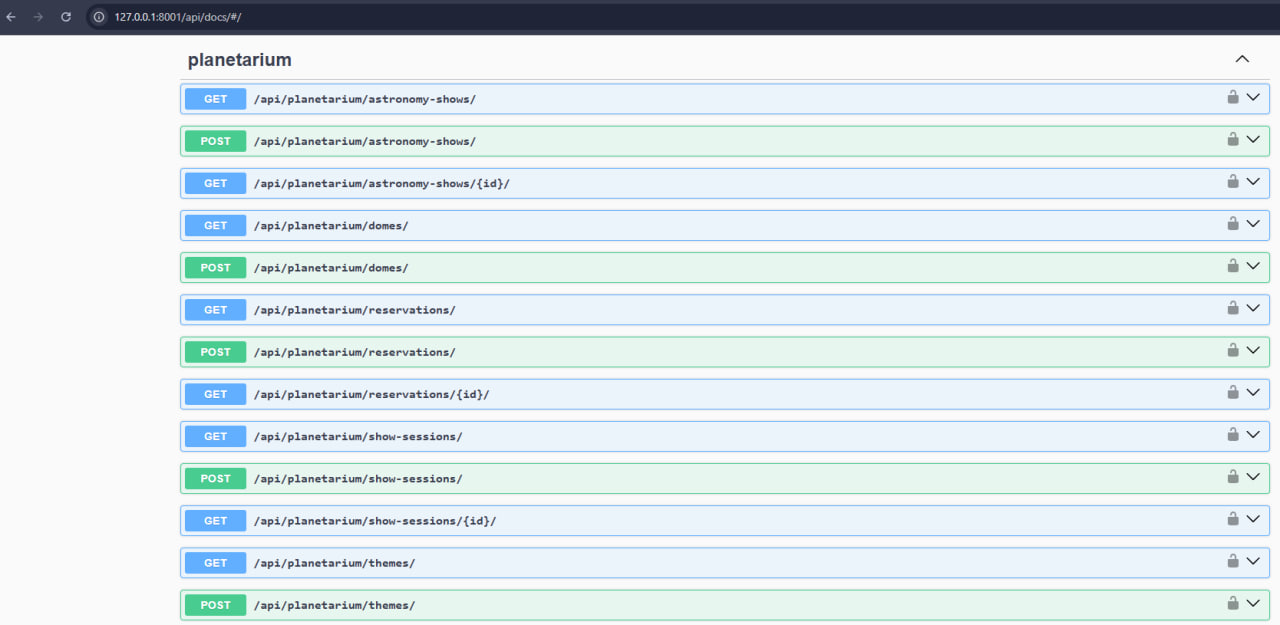 127.0.0.1:8001/api/docs/#/
planetarium
GET /api/planetarium/astronomy-shows/
POST /api/planetarium/astronomy-shows/
GET /api/planetarium/astronomy-shows/{id}/
GET /api/planetarium/domes/
POST /api/planetarium/domes/
GET /api/planetarium/reservations/
POST /api/planetarium/reservations/
GET /api/planetarium/reservations/{id}/
GET /api/planetarium/show-sessions/
POST /api/planetarium/show-sessions/
GET /api/planetarium/show-sessions/{id}/
GET /api/planetarium/themes/
POST /api/planetarium/themes/